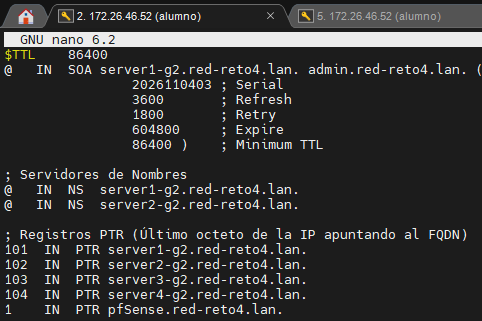 2. 172.26.46.52 (alumno)
5. 172.26.46.52 (alumno)
GNU nano 6.2
$TTL    86400
@   IN  SOA server1-g2.red-reto4.lan. admin.red-reto4.lan. (
                2026110403 ; Serial
                3600       ; Refresh
                1800       ; Retry
                604800     ; Expire
                86400 )    ; Minimum TTL
; Servidores de Nombres
@   IN  NS  server1-g2.red-reto4.lan.
@   IN  NS  server2-g2.red-reto4.lan.
; Registros PTR (Último octeto de la IP apuntando al FQDN)
101  IN  PTR server1-g2.red-reto4.lan.
102  IN  PTR server2-g2.red-reto4.lan.
103  IN  PTR server3-g2.red-reto4.lan.
104  IN  PTR server4-g2.red-reto4.lan.
1    IN  PTR pfSense.red-reto4.lan.